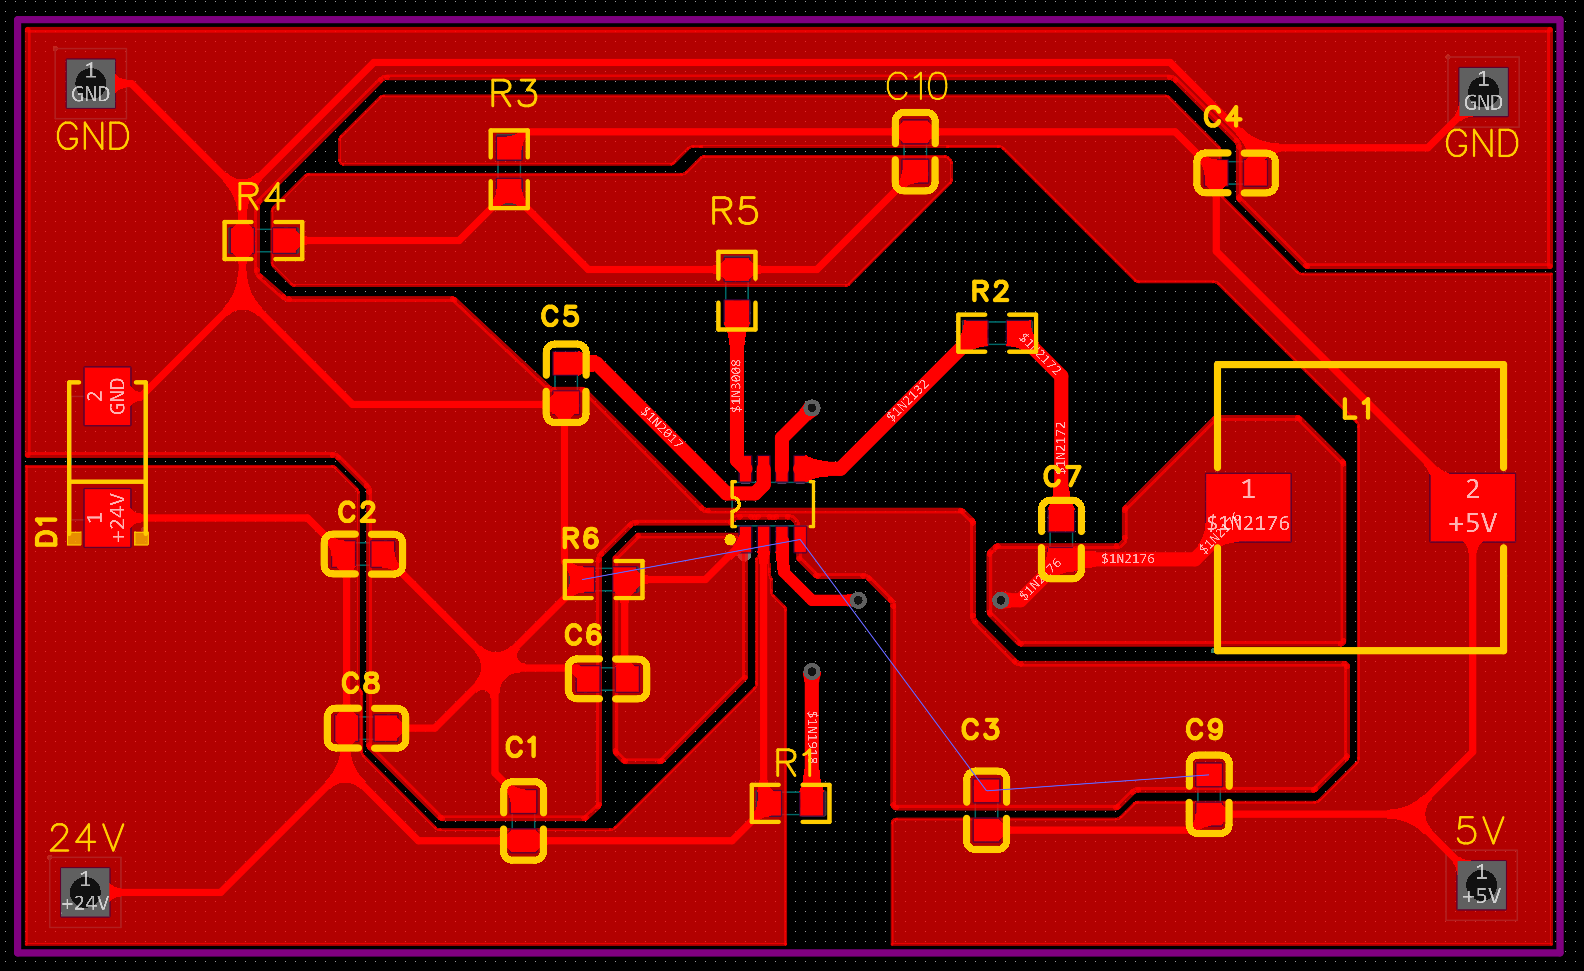 1
GND
GND
R3
C10
1
GND
GND
C4
R4
R5
R2
C5
$1N2172
$1N3008
$1N2132
2
GND
$1N2017
L1
$1N2172
C7
1
$1N2176
2
+5V
1
+24V
D1
C2
R6
$1N2176
$1N2176
C6
C8
C1
$1N1918
R1
C3
C9
24V
1
+24V
5V
1
+5V